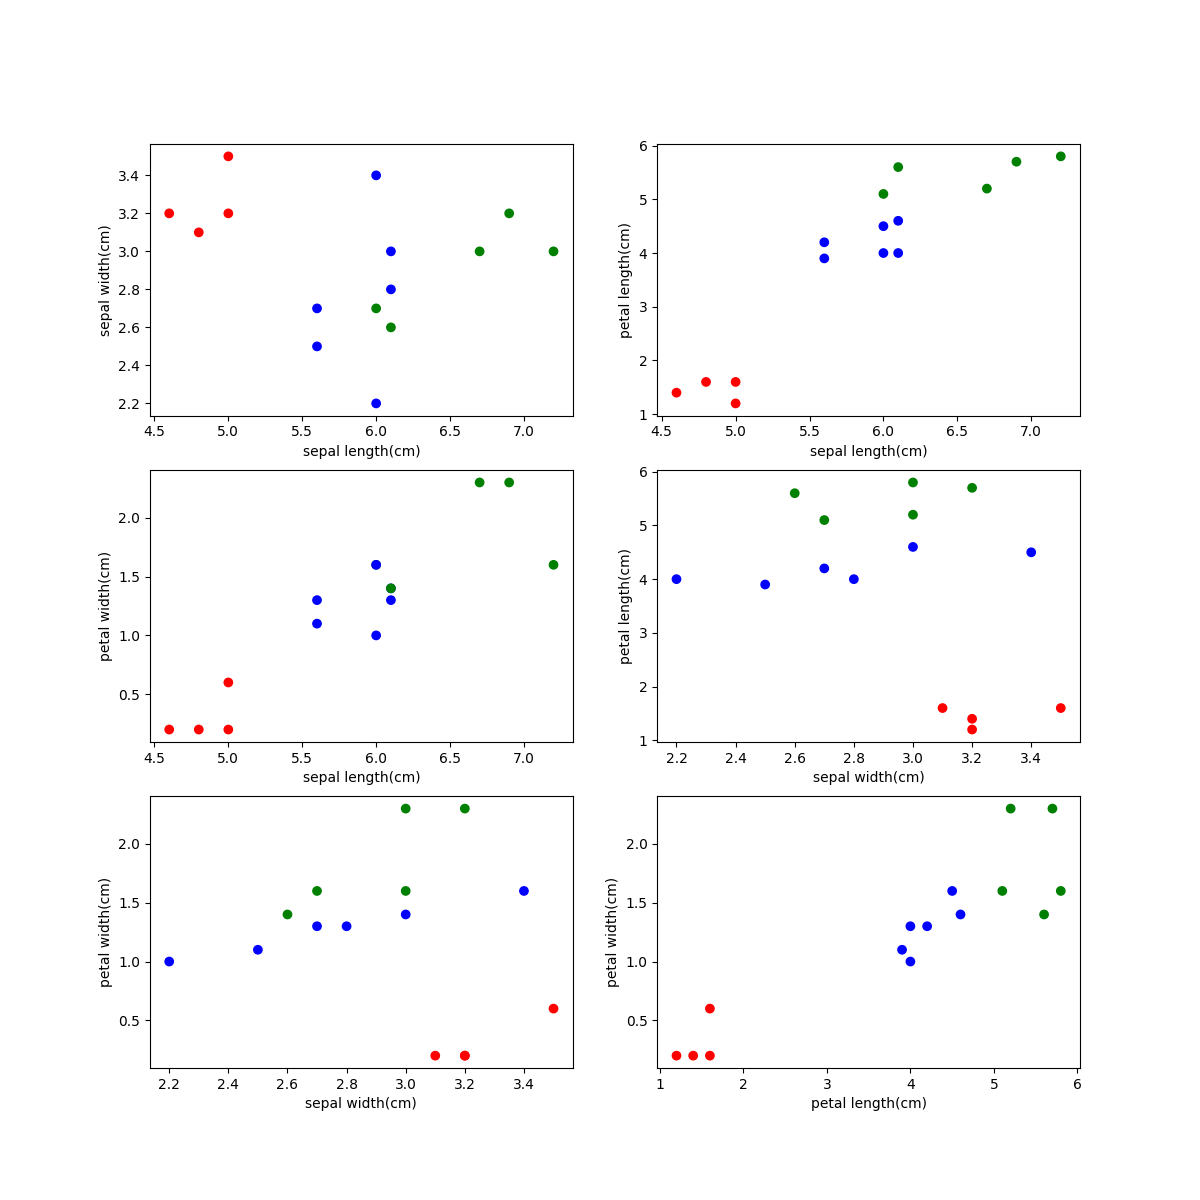 3.4
3.2
3.0
2.8
2.6
2.4
2.2
sepal width(cm)
4.5 5.0 5.5 6.0 6.5 7.0
sepal length(cm)
6
5
4
3
2
1
petal length(cm)
4.5 5.0 5.5 6.0 6.5 7.0
sepal length(cm)
2.0
1.5
1.0
0.5
petal width(cm)
4.5 5.0 5.5 6.0 6.5 7.0
sepal length(cm)
6
5
4
3
2
1
petal length(cm)
2.2 2.4 2.6 2.8 3.0 3.2 3.4
sepal width(cm)
2.0
1.5
1.0
0.5
petal width(cm)
2.2 2.4 2.6 2.8 3.0 3.2 3.4
sepal width(cm)
2.0
1.5
1.0
0.5
petal width(cm)
1 2 3 4 5 6
petal length(cm)